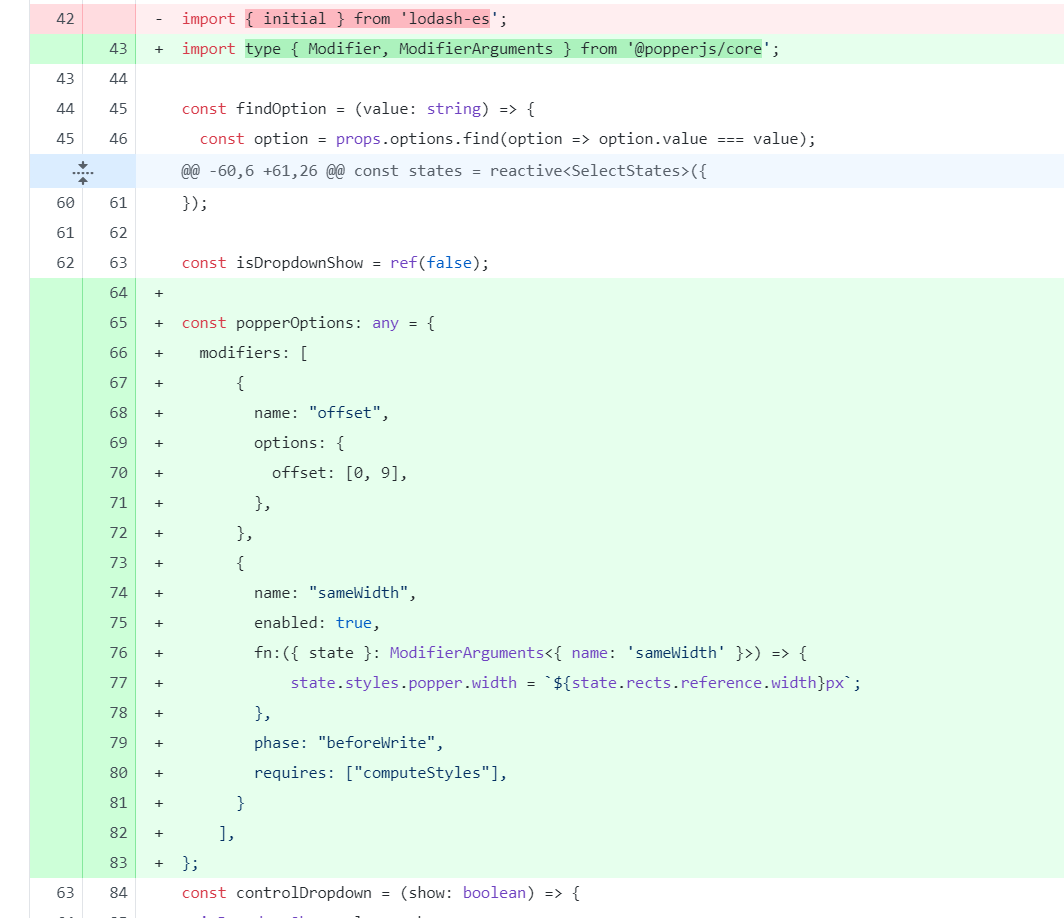 42 - import { initial } from 'lodash-es';
43 + import type { Modifier, ModifierArguments } from '@popperjs/core';
43 44
44 45 const findOption = (value: string) => {
45 46 const option = props.options.find(option => option.value === value);
@@ -60,6 +61,26 @@ const states = reactive<SelectStates>({
60 61 });
61 62
62 63 const isDropdownShow = ref(false);
64 +
65 + const popperOptions: any = {
66 + modifiers: [
67 + {
68 + name: "offset",
69 + options: {
70 + offset: [0, 9],
71 + },
72 + },
73 + {
74 + name: "sameWidth",
75 + enabled: true,
76 + fn:({ state }: ModifierArguments<{ name: 'sameWidth' }>) => {
77 + state.styles.popper.width = `${state.rects.reference.width}px`;
78 + },
79 + phase: "beforeWrite",
80 + requires: ["computeStyles"],
81 + }
82 + ],
83 + };
63 84 const controlDropdown = (show: boolean) => {